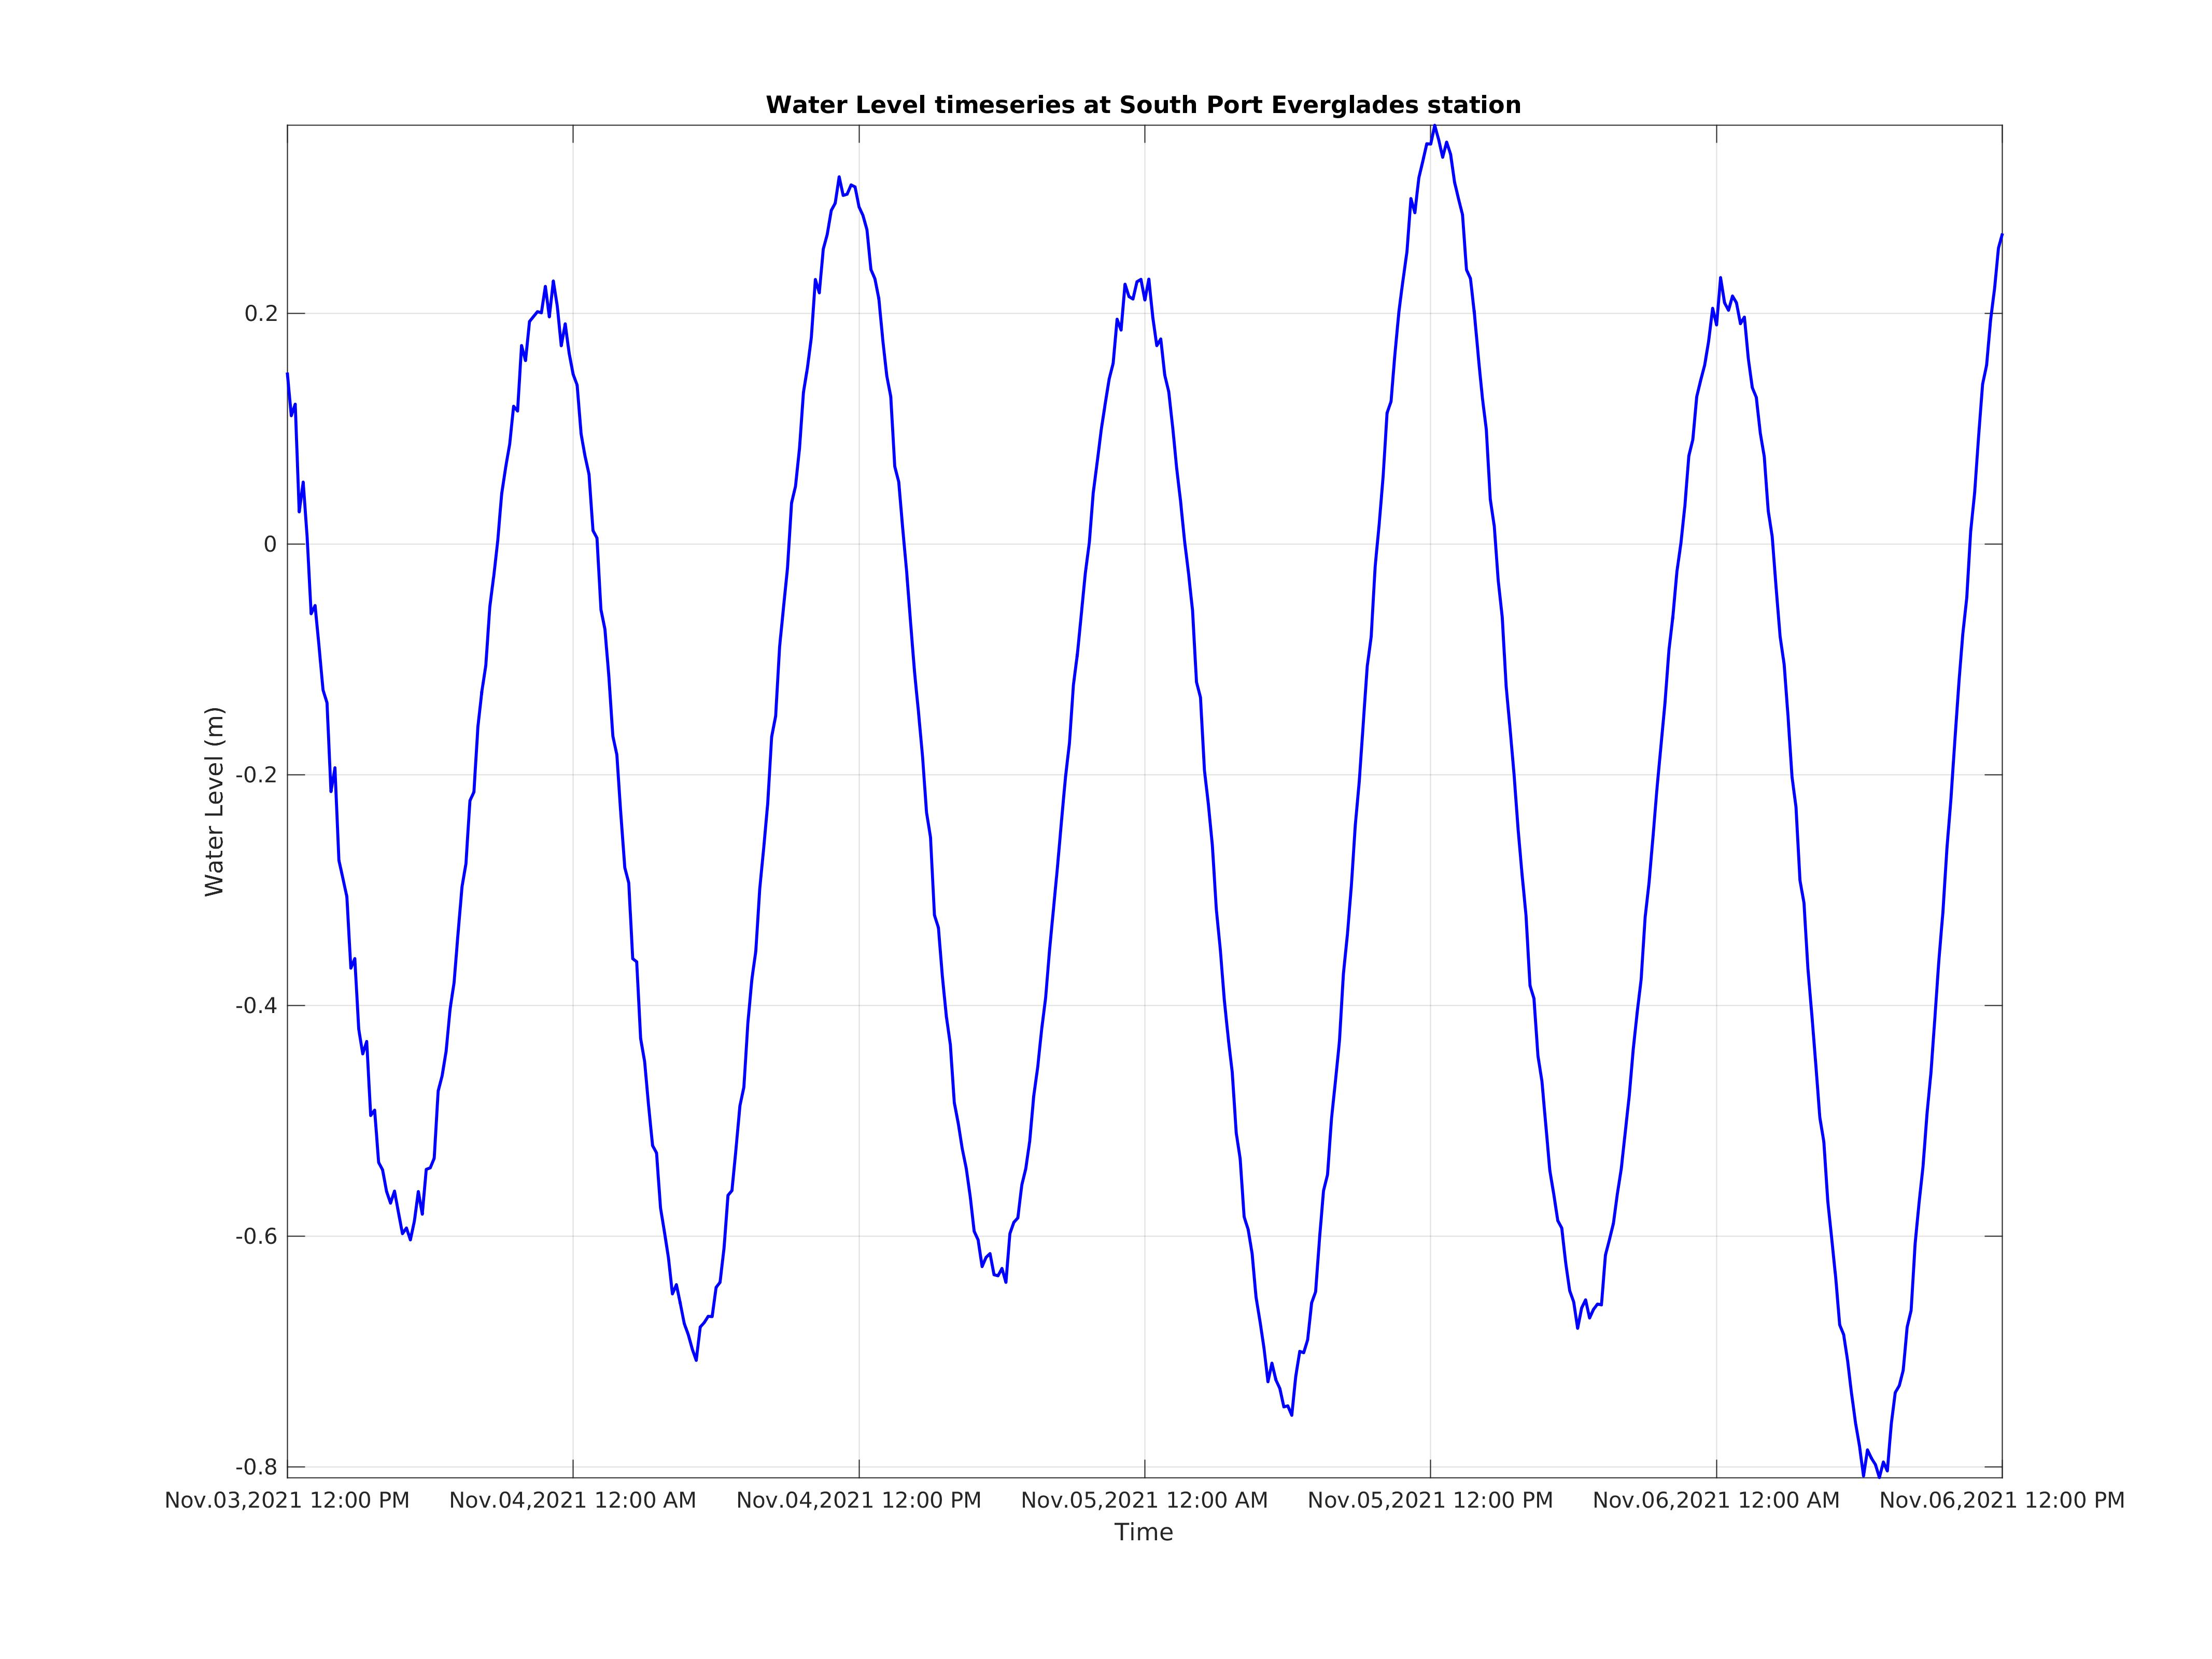 Water Level timeseries at South Port Everglades station
0.2
0
-0.2
-0.4
-0.6
-0.8
Water Level (m)
Nov.03,2021 12:00 PM
Nov.04,2021 12:00 AM
Nov.04,2021 12:00 PM
Nov.05,2021 12:00 AM
Nov.05,2021 12:00 PM
Nov.06,2021 12:00 AM
Nov.06,2021 12:00 PM
Time